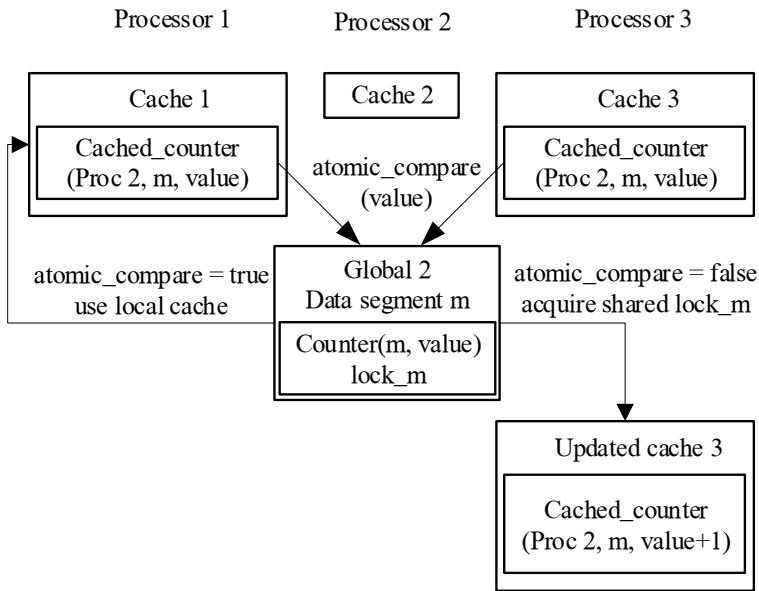 Processor 1
Processor 2
Processor 3
Cache 1
Cache 2
Cache 3
Cached_counter
(Proc 2, m, value)
atomic_compare
(value)
Cached_counter
(Proc 2, m, value)
atomic_compare = true
use local cache
Global 2
Data segment m
atomic_compare = false
acquire shared lock_m
Counter(m, value)
lock_m
Updated cache 3
Cached_counter
(Proc 2, m, value+1)